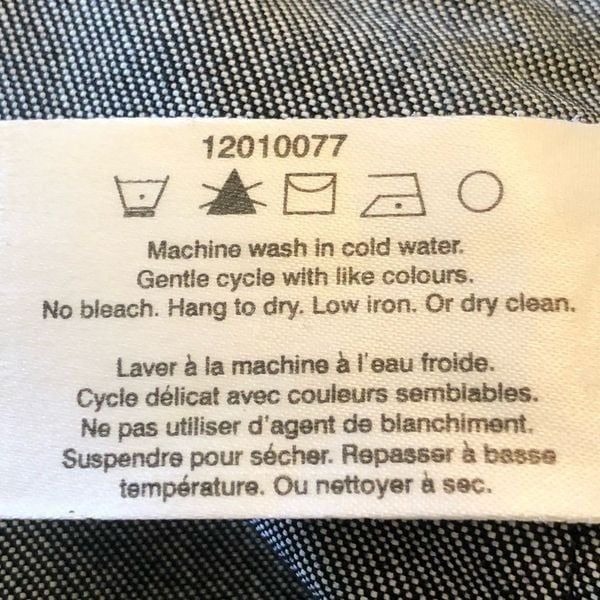 12010077
Machine wash in cold water.
Gentle cycle with like colours.
No bleach. Hang to dry. Low iron. Or dry clean.
Laver à la machine à l'eau froide.
Cycle délicat avec couleurs semblables.
Ne pas utiliser d'agent de blanchiment.
Suspendre pour sécher. Repasser à basse
température. Ou nettoyer à sec.